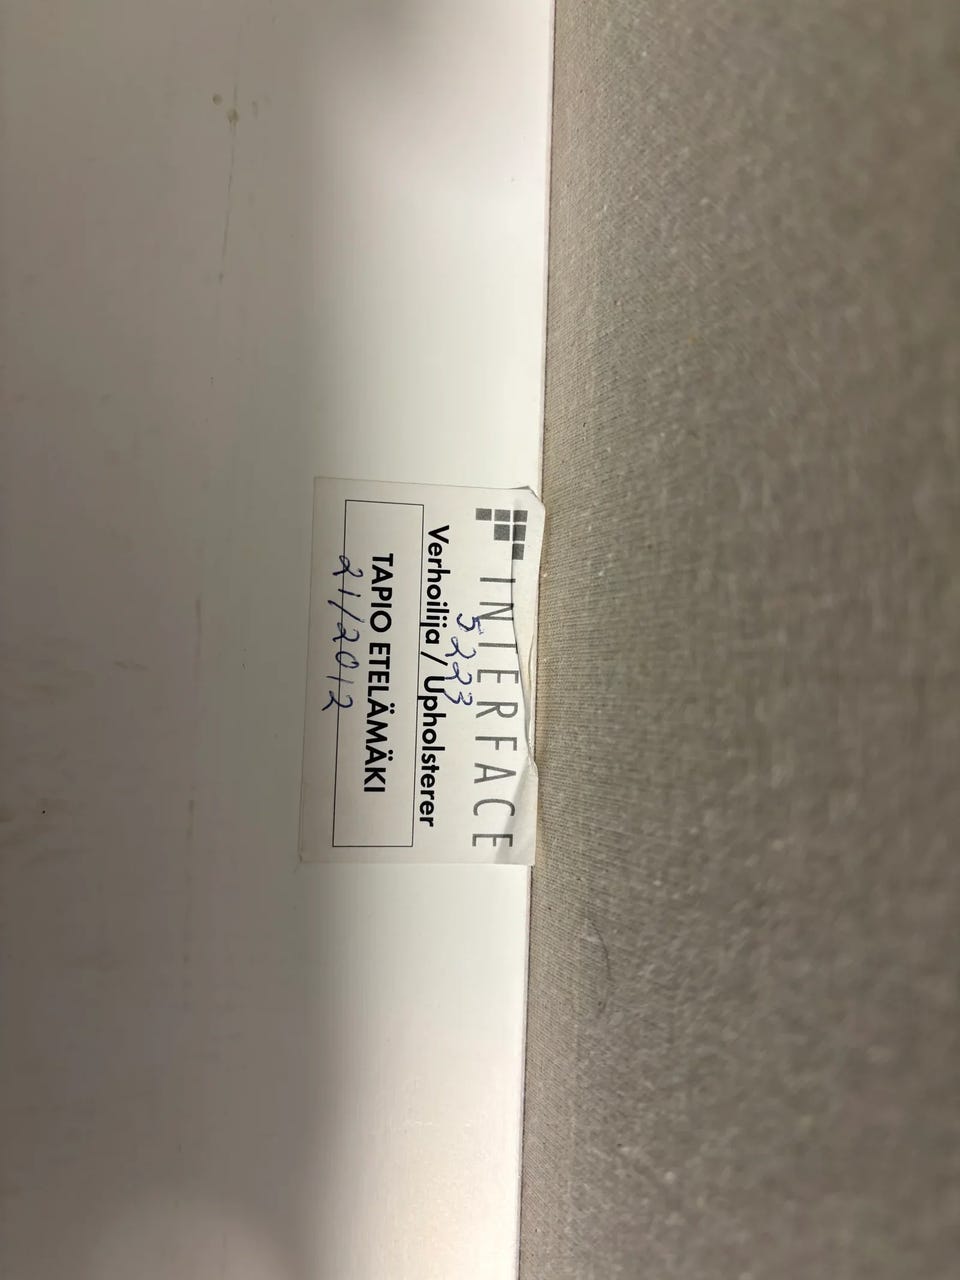 INTERFACE
5223
Verhoilija / Upholsterer
TAPIO ETELÄMÄKI
21/2012